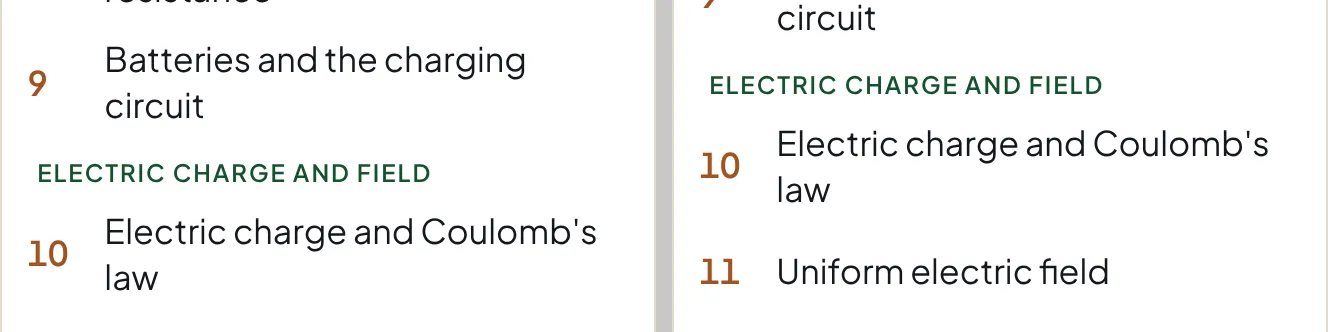 resistance
9 Batteries and the charging
circuit
ELECTRIC CHARGE AND FIELD
10 Electric charge and Coulomb's
law
circuit
ELECTRIC CHARGE AND FIELD
10 Electric charge and Coulomb's
law
11 Uniform electric field